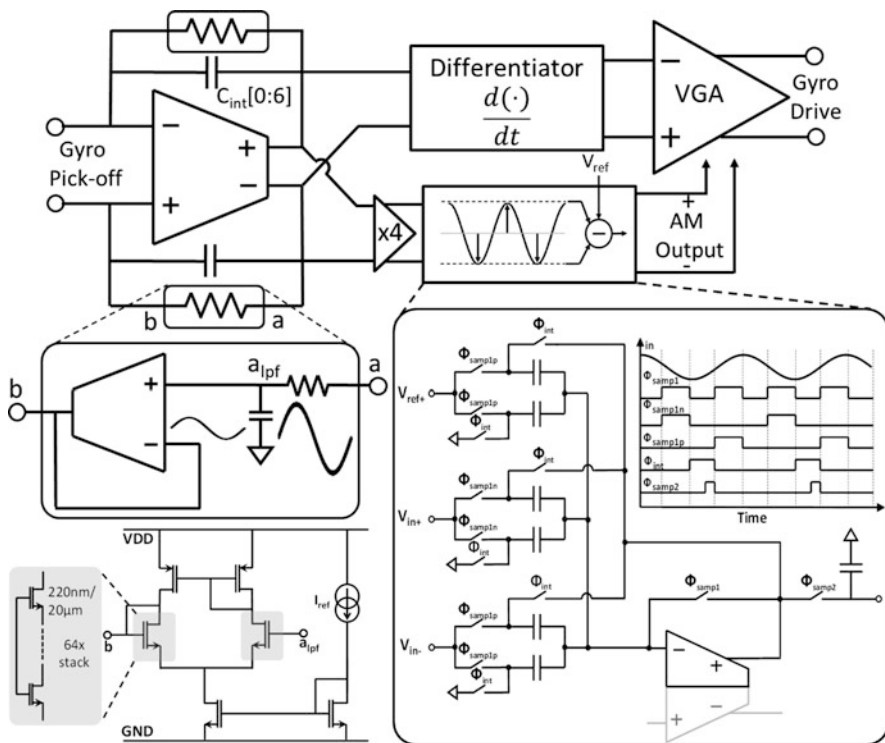 C_int[0:6]
Differentiator
d(·)
dt
VGA
Gyro
Drive
Gyro
Pick-off
−
+
+
−
−
+
x4
V_ref
−
+
AM
Output
-
b
a
b
a_lpf
a
+
−
VDD
220nm/
20μm
64x
stack
b
a_lpf
I_ref
GND
Φ_int
Φ_samp1p
V_ref+
Φ_samp1p
Φ_int
Φ_int
Φ_samp1n
V_in+
Φ_samp1n
Φ_int
Φ_int
Φ_samp1p
V_in-
Φ_samp1p
Φ_int
in
Φ_samp1
Φ_samp1n
Φ_samp1p
Φ_int
Φ_samp2
Time
Φ_samp1
Φ_samp2
−
+
−
+